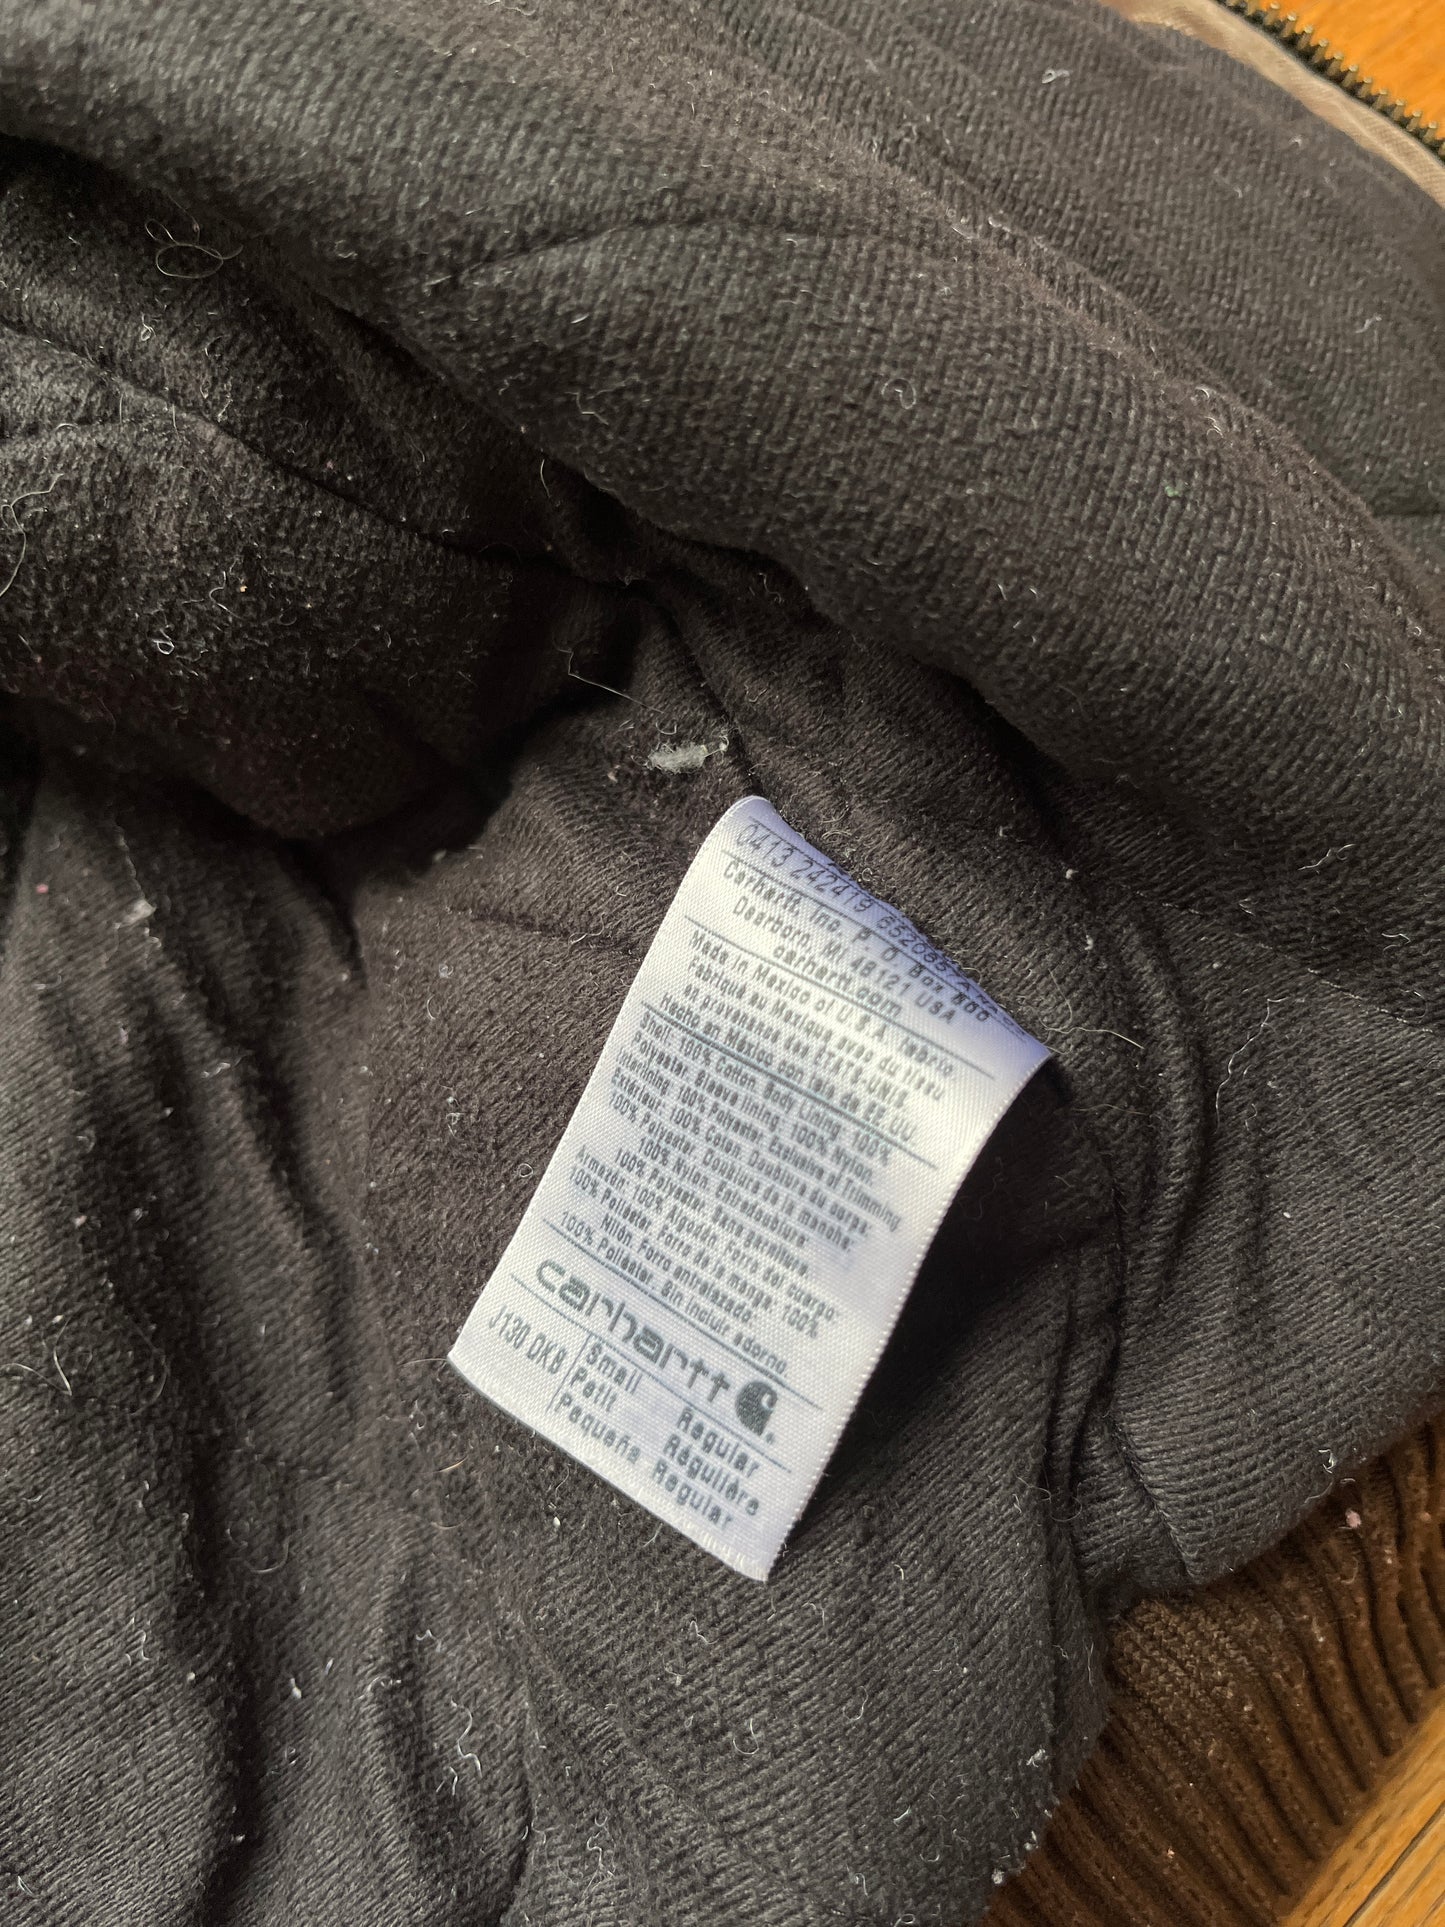 0413 242419
Carhartt, Inc. P. O. Box 600
Dearborn, MI 48121 USA
carhartt.com
Made in Mexico of U.S.A. fabric.
Fabriqué au Mexique avec du tissu
en provenance des ETATS-UNIS.
Hecho en México con tela de EE.UU.
Shell: 100% Cotton. Body Lining: 100%
Polyester. Sleeve lining: 100% Nylon.
Interlining: 100% Polyester. Exclusive of Trimming
Extérieur: 100% Coton. Doublure du corps:
100% Polyester. Doublure de la manche:
100% Nylon. Entredoublure:
100% Polyester. Sans garniture.
Armazón: 100% Algodón. Forro del cuerpo:
100% Poliester. Forro de la manga: 100%
Nilón. Forro entrelazado:
100% Poliester. Sin incluir adorno.
carhartt
J130 DKB Small Regular
Petit Régulière
Pequeña Regular